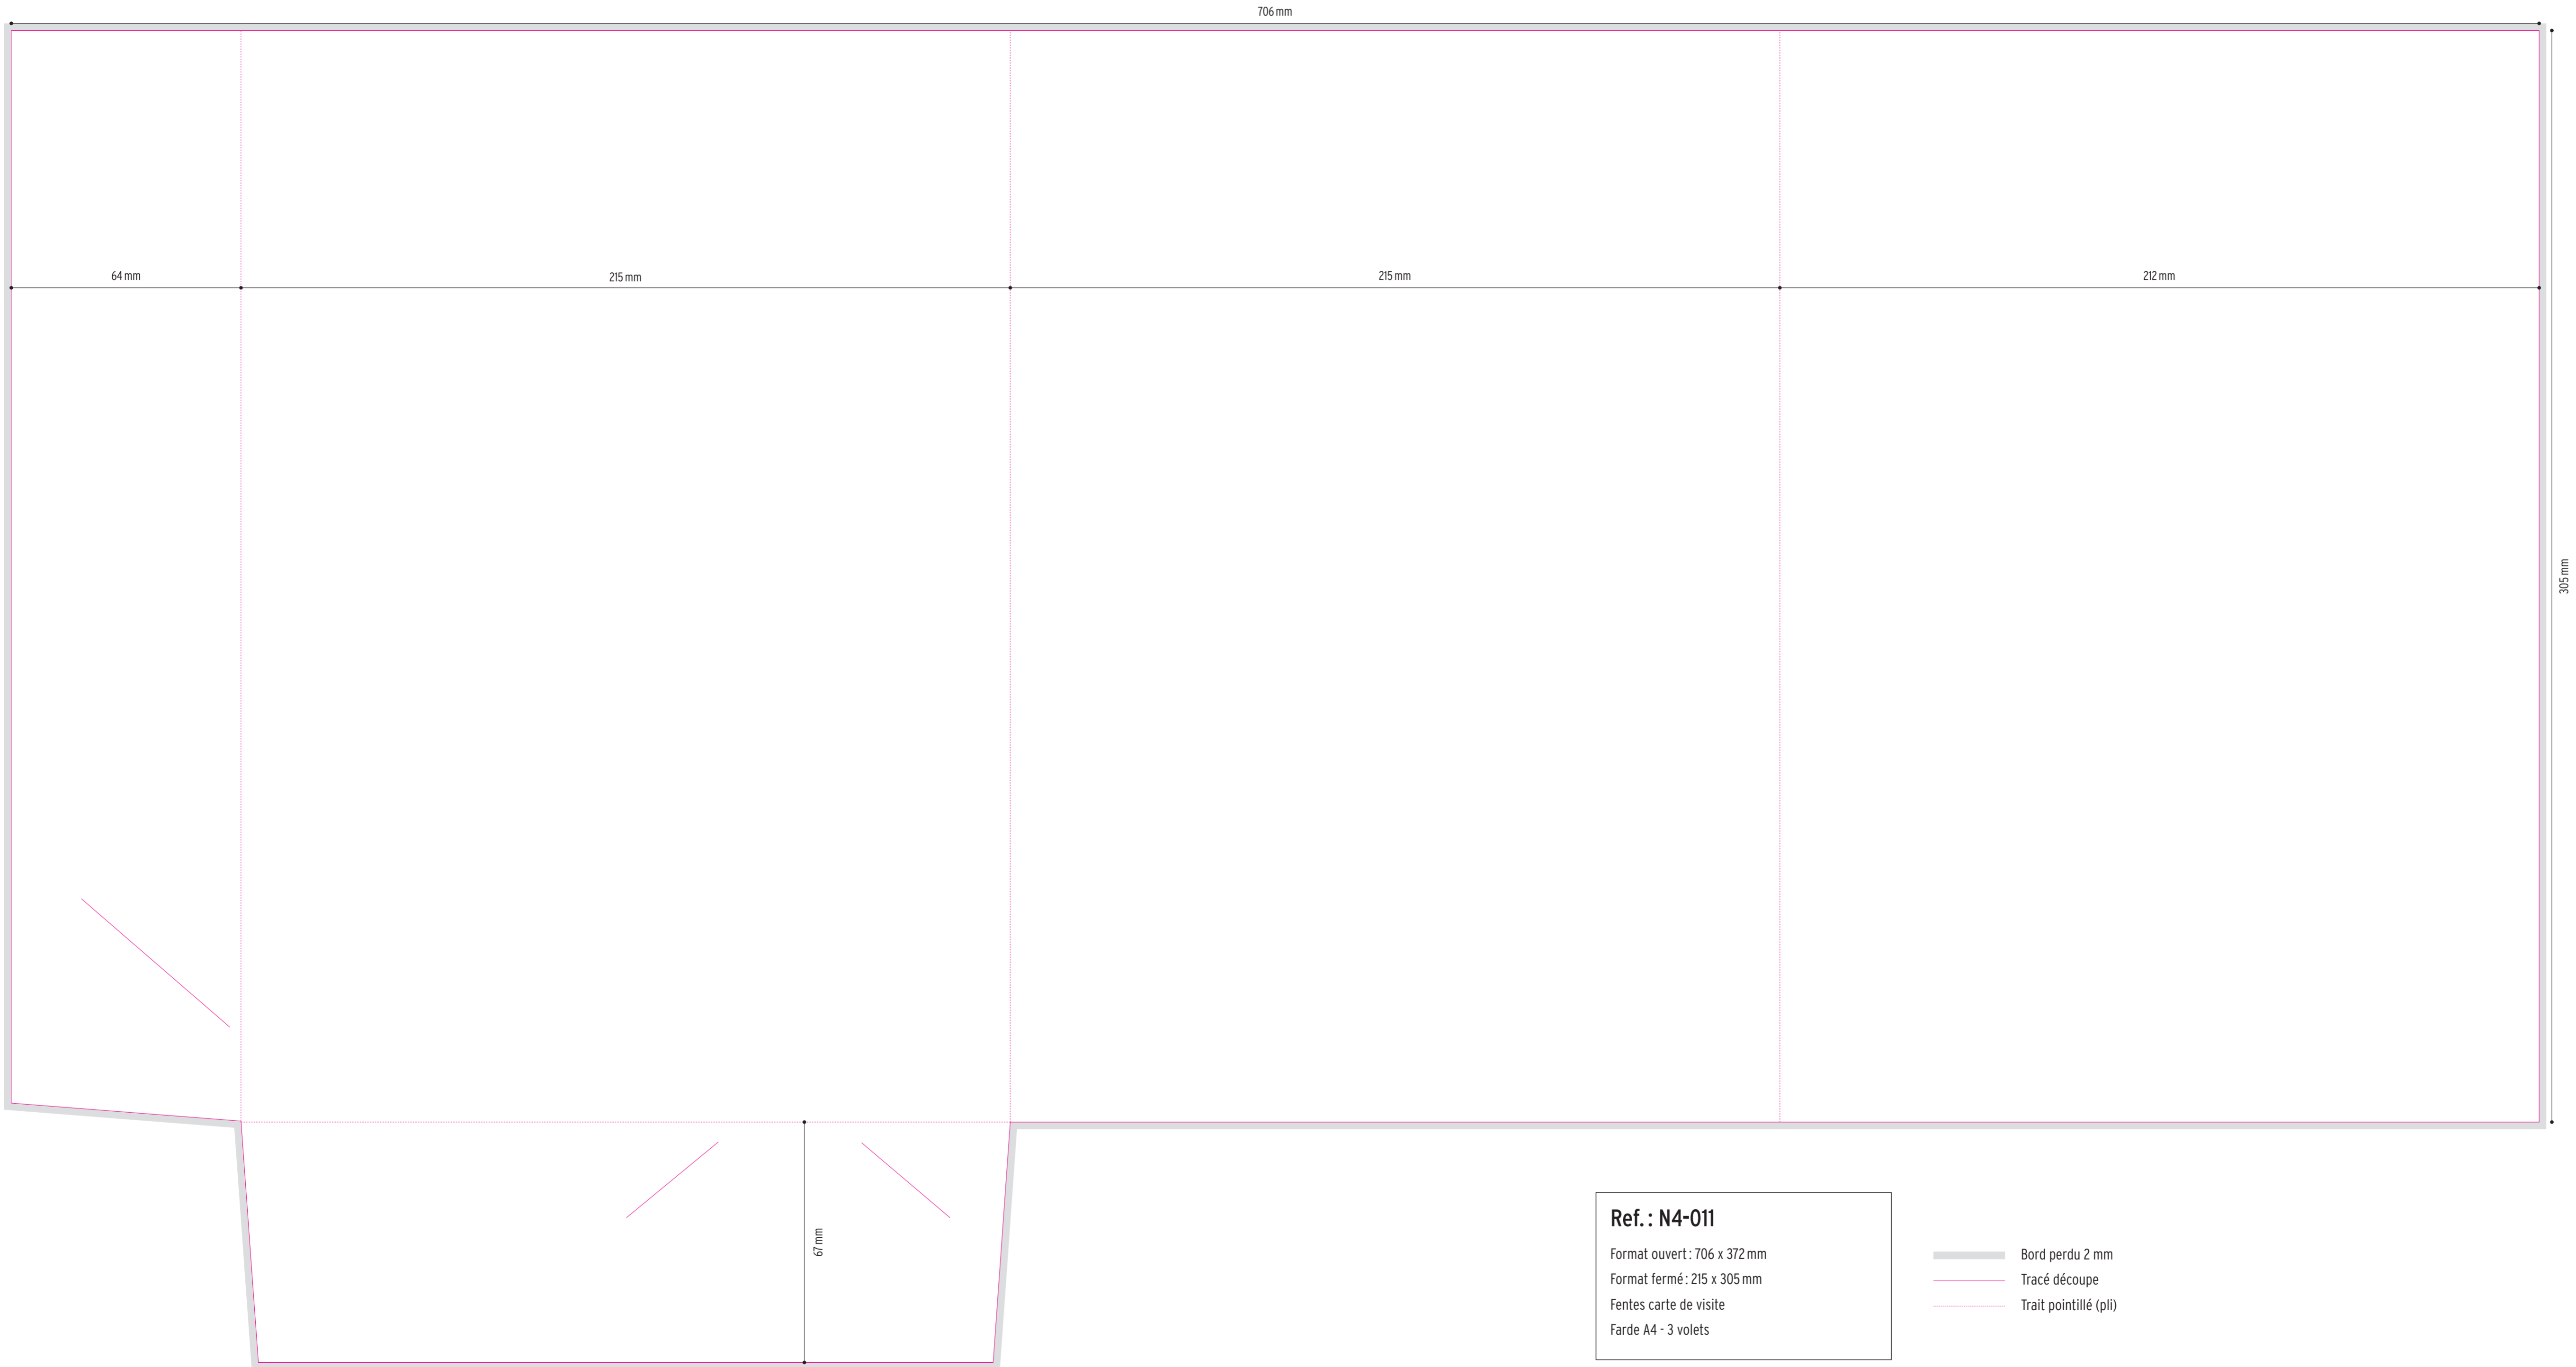 706 mm
64 mm
215 mm
215 mm
212 mm
305 mm
67 mm
Ref. : N4-011
Format ouvert : 706 x 372 mm
Format fermé : 215 x 305 mm
Fentes carte de visite
Farde A4 - 3 volets
Bord perdu 2 mm
Tracé découpe
Trait pointillé (pli)